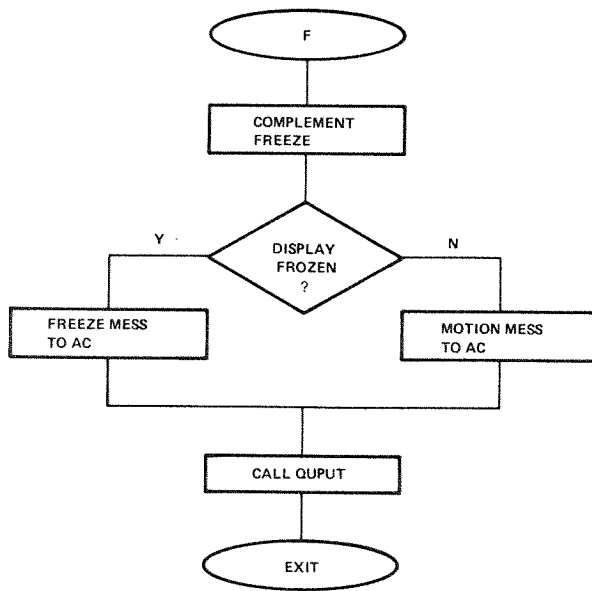 F
COMPLEMENT
FREEZE
Y
DISPLAY
FROZEN
?
N
FREEZE MESS
TO AC
MOTION MESS
TO AC
CALL QUPUT
EXIT